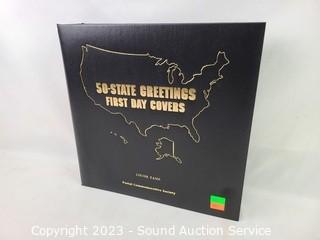 50-STATE GREETINGS
FIRST DAY COVERS
Postal Commemorative Society
Copyright 2023 - Sound Auction Service